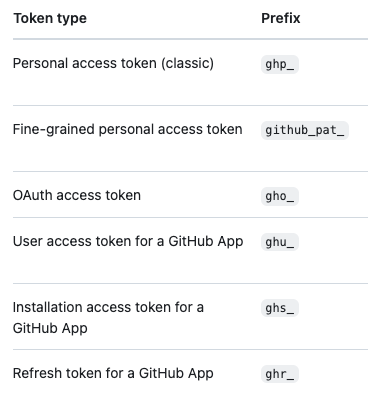 Token type Prefix
Personal access token (classic) ghp_
Fine-grained personal access token github_pat_
OAuth access token gho_
User access token for a GitHub App ghu_
Installation access token for a ghs_
GitHub App
Refresh token for a GitHub App ghr_